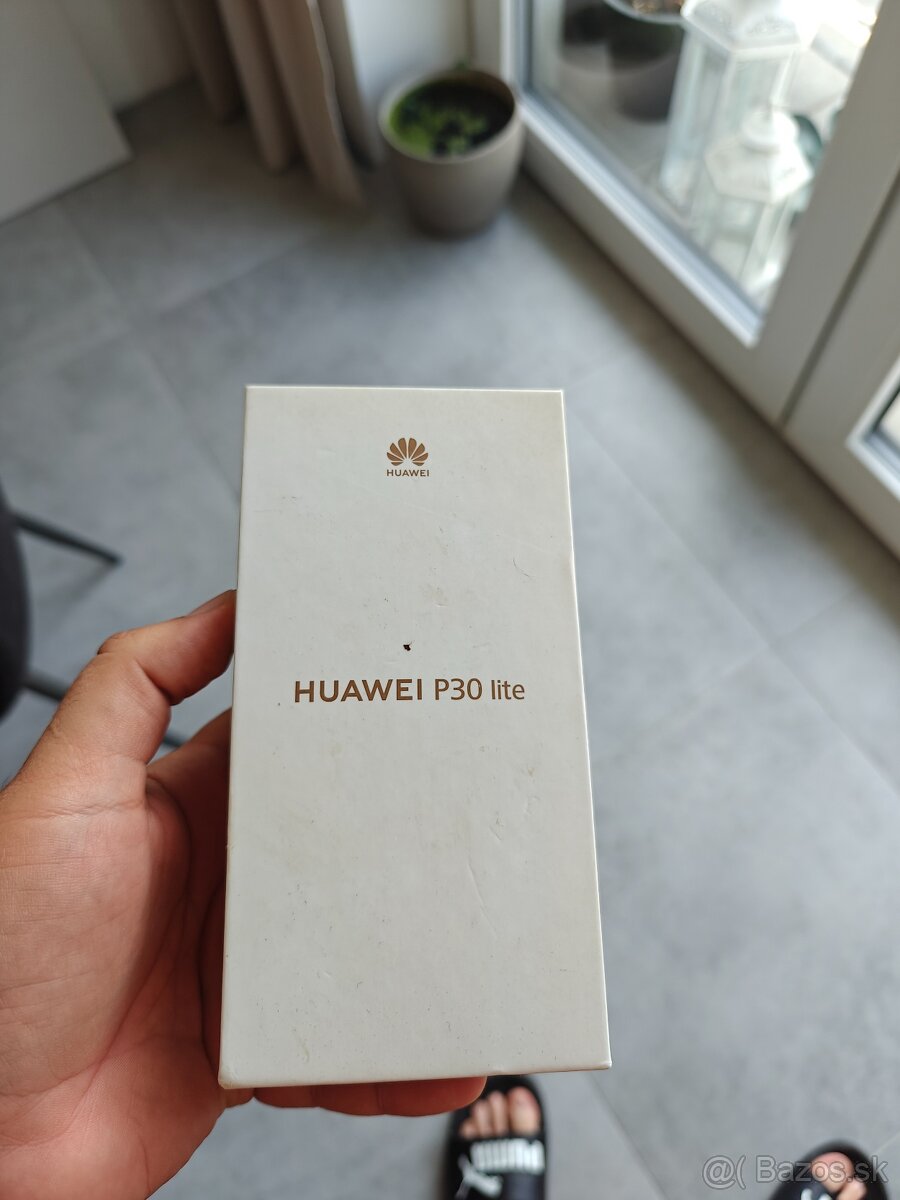 HUAWEI
HUAWEI P30 lite
PUMA
@( Bazos.sk